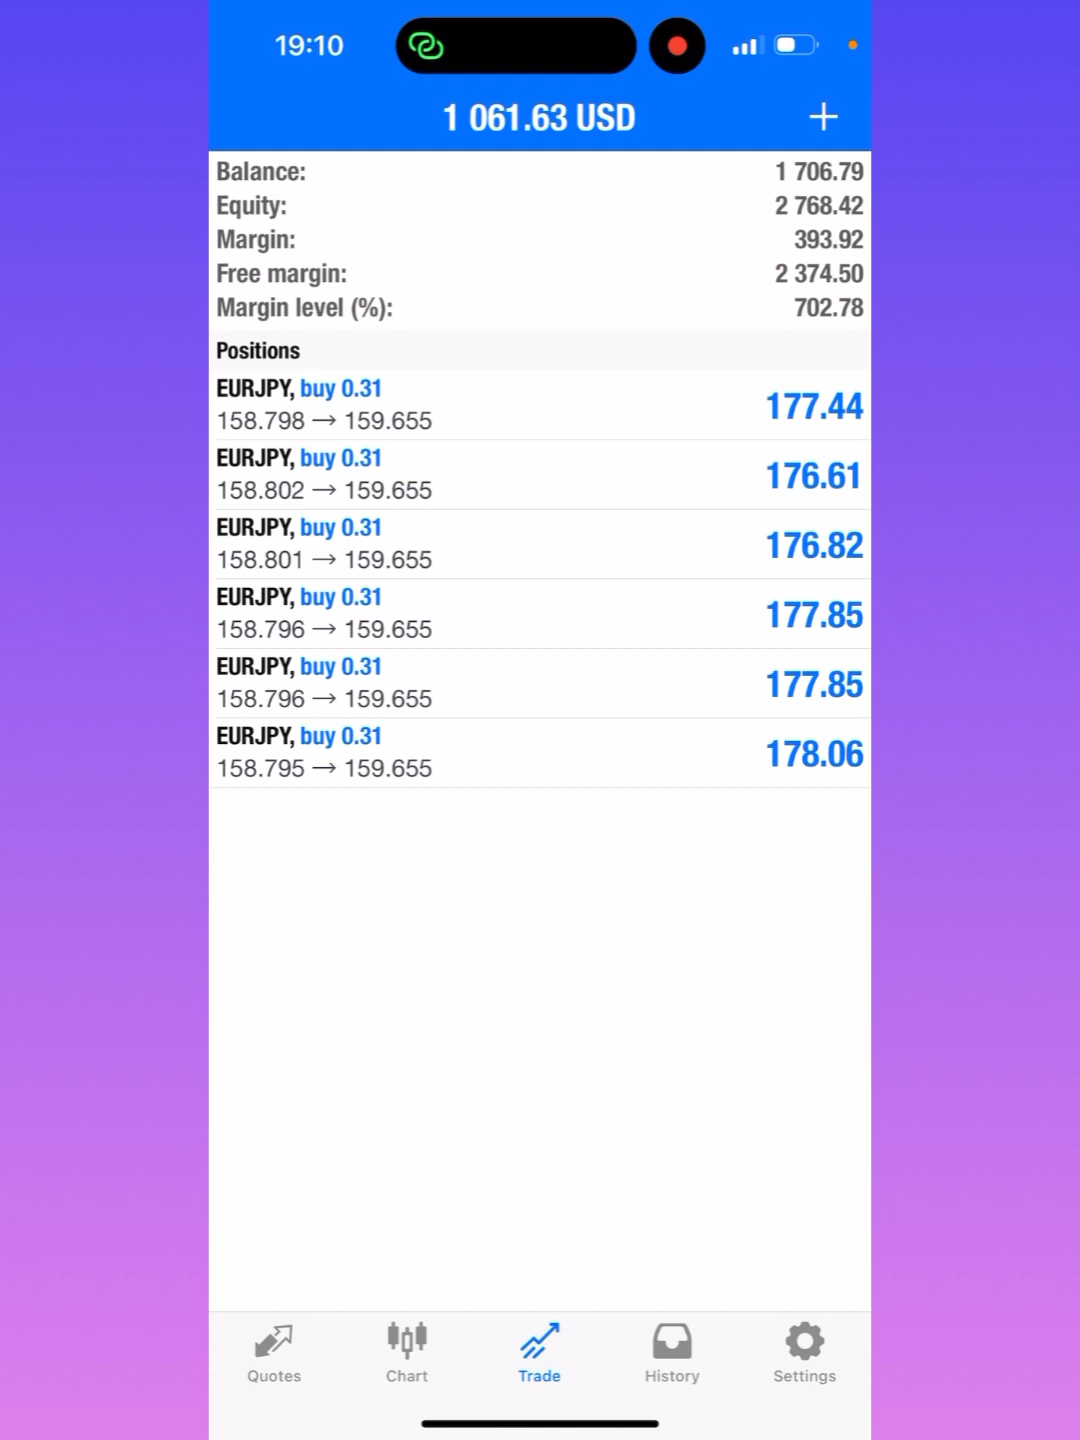 19:10
1 061.63 USD
Balance: 1 706.79
Equity: 2 768.42
Margin: 393.92
Free margin: 2 374.50
Margin level (%): 702.78
Positions
EURJPY, buy 0.31
158.798 → 159.655 177.44
EURJPY, buy 0.31
158.802 → 159.655 176.61
EURJPY, buy 0.31
158.801 → 159.655 176.82
EURJPY, buy 0.31
158.796 → 159.655 177.85
EURJPY, buy 0.31
158.796 → 159.655 177.85
EURJPY, buy 0.31
158.795 → 159.655 178.06
Quotes Chart Trade History Settings